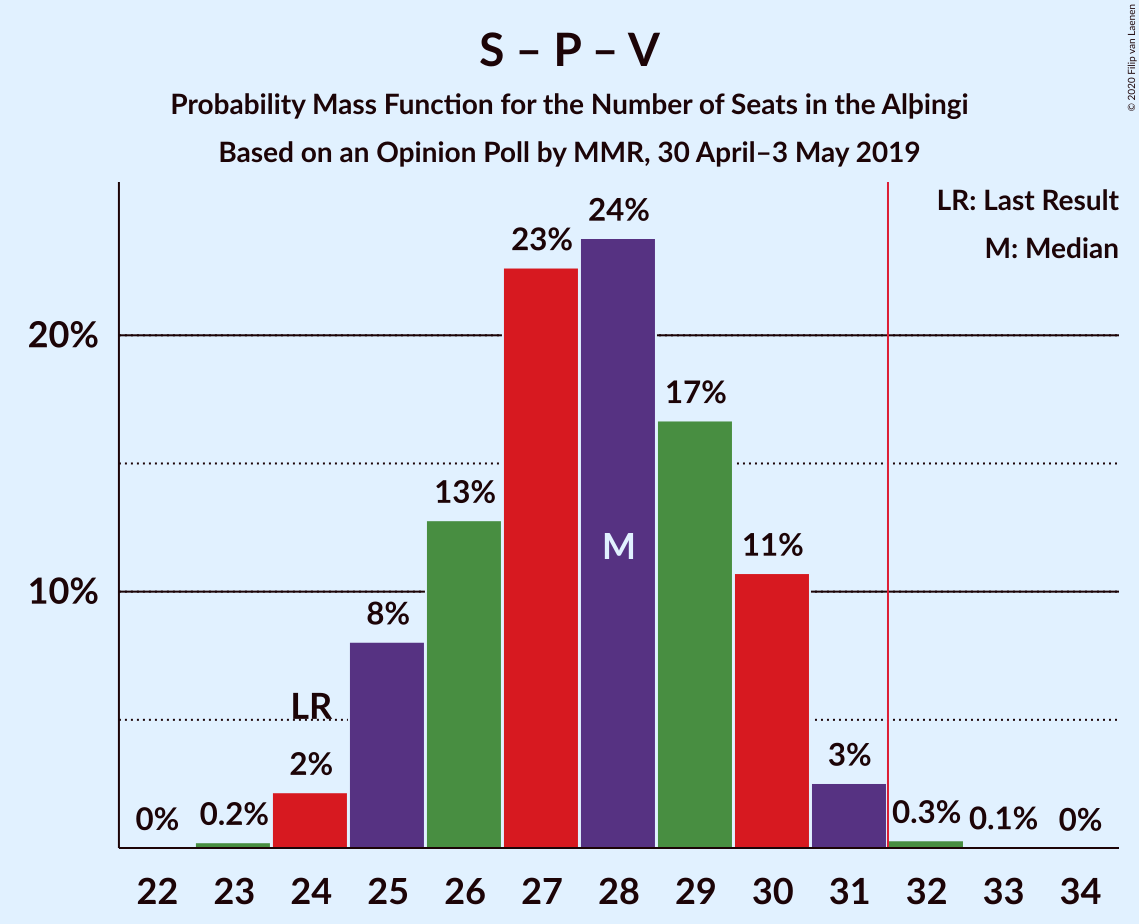 S – P – V
Probability Mass Function for the Number of Seats in the Alþingi
Based on an Opinion Poll by MMR, 30 April–3 May 2019
© 2020 Filip van Laenen
LR: Last Result
M: Median
20%
10%
0%
0.2%
2%
LR
8%
13%
23%
24%
M
17%
11%
3%
0.3%
0.1%
0%
22 23 24 25 26 27 28 29 30 31 32 33 34